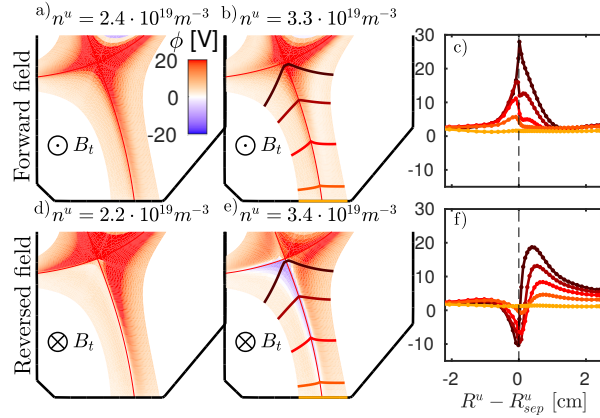 a) n^u = 2.4 · 10^19 m^−3
b) n^u = 3.3 · 10^19 m^−3
c)
ϕ [V]
20
0
-20
Forward field
⊙ B_t
⊙ B_t
30
20
10
0
-10
d) n^u = 2.2 · 10^19 m^−3
e) n^u = 3.4 · 10^19 m^−3
f)
Reversed field
⊗ B_t
⊗ B_t
30
20
10
0
-10
-2 0 2
R^u − R^u_sep [cm]